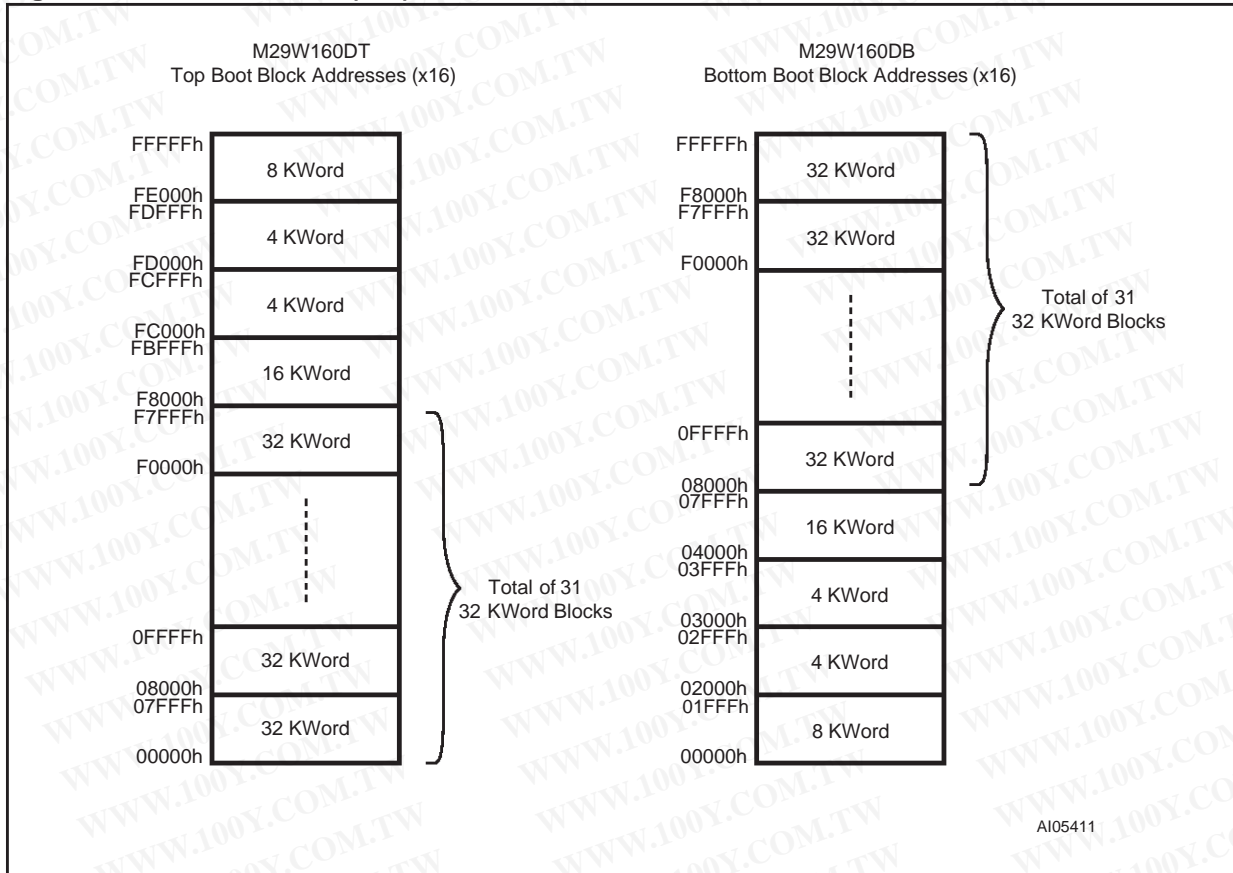 M29W160DT
Top Boot Block Addresses (x16)
FFFFFh
8 KWord
FE000h
FDFFFh
4 KWord
FD000h
FCFFFh
4 KWord
FC000h
FBFFFh
16 KWord
F8000h
F7FFFh
32 KWord
F0000h
Total of 31
32 KWord Blocks
0FFFFh
32 KWord
08000h
07FFFh
32 KWord
00000h
M29W160DB
Bottom Boot Block Addresses (x16)
FFFFFh
32 KWord
F8000h
F7FFFh
32 KWord
F0000h
Total of 31
32 KWord Blocks
0FFFFh
32 KWord
08000h
07FFFh
16 KWord
04000h
03FFFh
4 KWord
03000h
02FFFh
4 KWord
02000h
01FFFh
8 KWord
00000h
AI05411
WWW.100Y.COM.TW